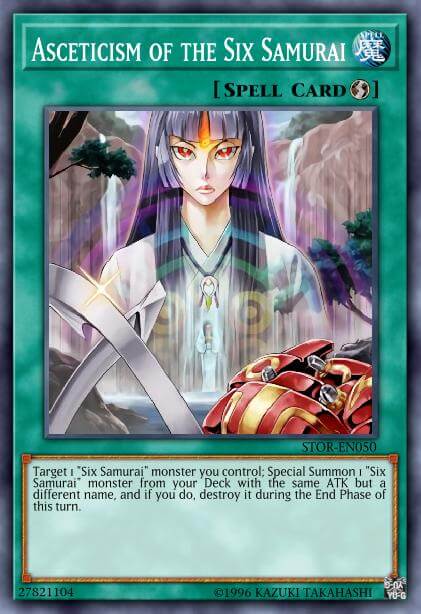 Asceticism of the Six Samurai
SPELL
魔
[Spell Card]
STOR-EN050
Target 1 "Six Samurai" monster you control; Special Summon 1 "Six
Samurai" monster from your Deck with the same ATK but a
different name, and if you do, destroy it during the End Phase of
this turn.
27821104
©1996 KAZUKI TAKAHASHI